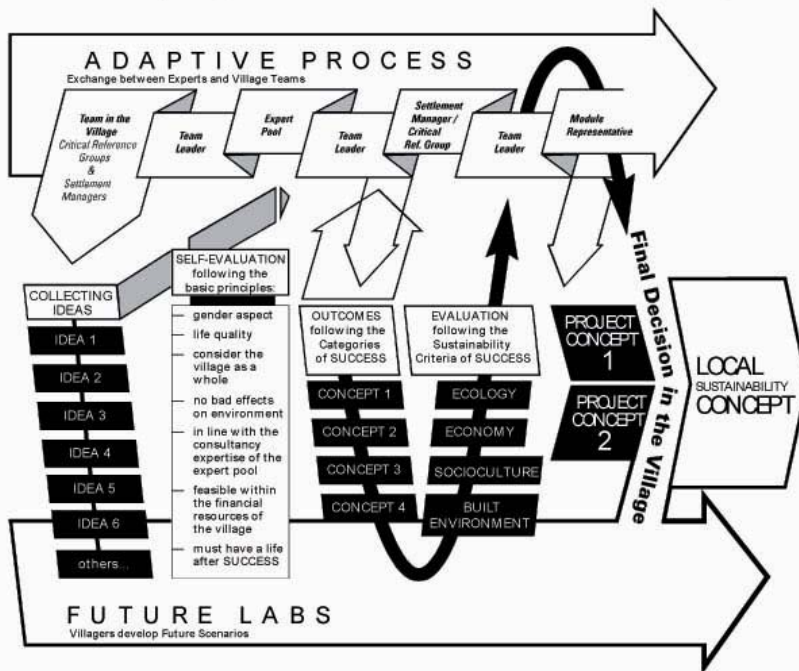 ADAPTIVE PROCESS
Exchange between Experts and Village Teams
Team in the
Village
Critical Reference
Groups
&
Settlement
Managers
Team
Leader
Expert
Pool
Team
Leader
Settlement
Manager /
Critical
Ref. Group
Team
Leader
Module
Representative
COLLECTING
IDEAS
IDEA 1
IDEA 2
IDEA 3
IDEA 4
IDEA 5
IDEA 6
others...
SELF-EVALUATION
following the
basic principles:
gender aspect
life quality
consider the
village as a
whole
no bad effects
on environment
in line with the
consultancy
expertise of the
expert pool
feasible within
the financial
resources of
the village
must have a life
after SUCCESS
OUTCOMES
following the
Categories
of SUCCESS
CONCEPT 1
CONCEPT 2
CONCEPT 3
CONCEPT 4
EVALUATION
following the
Sustainability
Criteria of SUCCESS
ECOLOGY
ECONOMY
SOCIOCULTURE
BUILT
ENVIRONMENT
PROJECT
CONCEPT
1
PROJECT
CONCEPT
2
Final Decision in the Village
LOCAL
SUSTAINABILITY
CONCEPT
FUTURE LABS
Villagers develop Future Scenarios